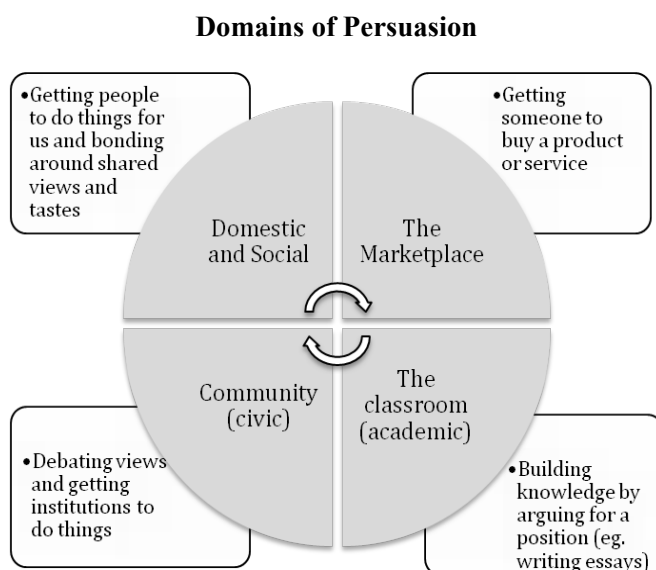 Domains of Persuasion
•Getting people
to do things for
us and bonding
around shared
views and
tastes
•Getting
someone to
buy a product
or service
Domestic
and Social
The
Marketplace
Community
(civic)
The
classroom
(academic)
•Debating views
and getting
institutions to
do things
•Building
knowledge by
arguing for a
position (eg.
writing essays)